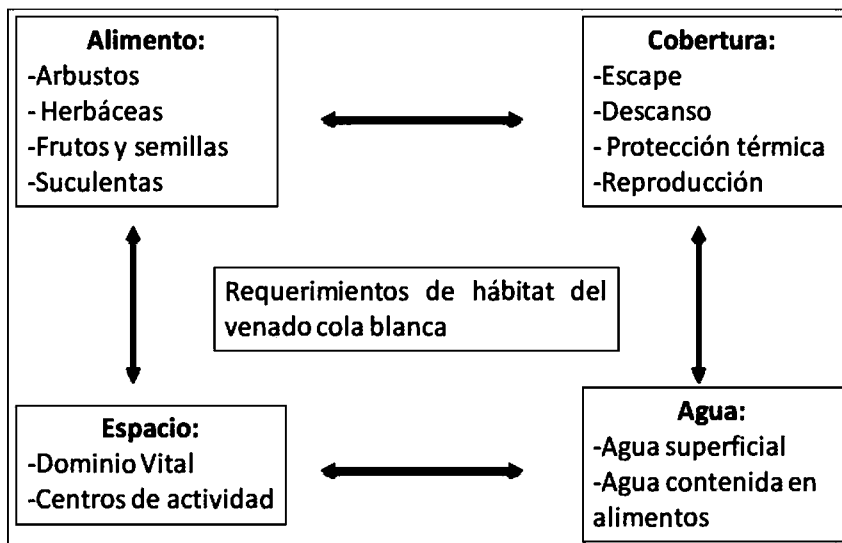 Alimento:
-Arbustos
- Herbáceas
-Frutos y semillas
-Suculentas
Cobertura:
-Escape
-Descanso
- Protección térmica
-Reproducción
Requerimientos de hábitat del
venado cola blanca
Espacio:
-Dominio Vital
-Centros de actividad
Agua:
-Agua superficial
-Agua contenida en
alimentos